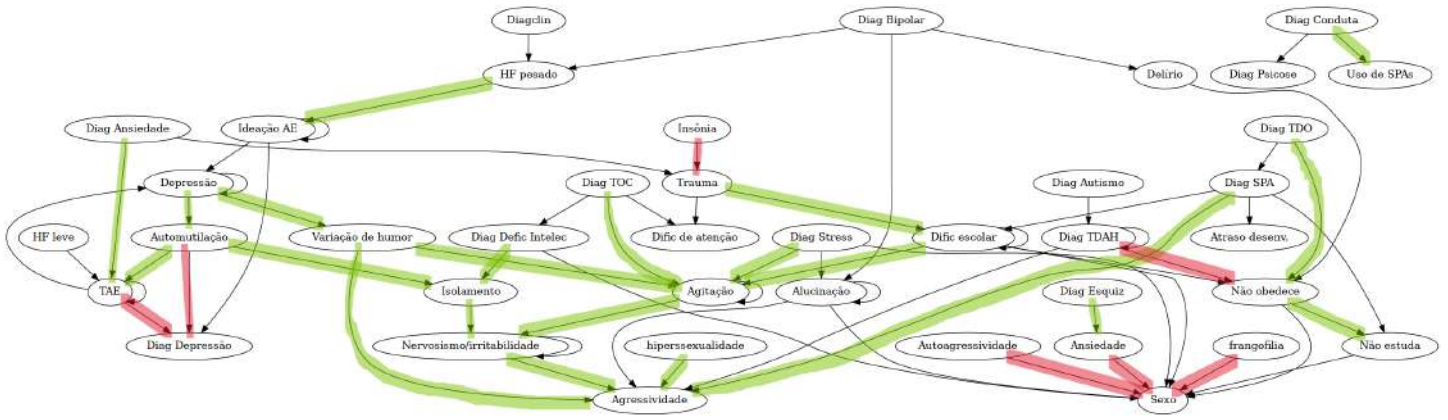 Diagclin
Diag Bipolar
Diag Conduta
HF pesado
Delírio
Diag Psicose
Uso de SPAs
Diag Ansiedade
Ideação AE
Insônia
Diag TDO
Depressão
Diag TOC
Trauma
Diag Autismo
Diag SPA
HF leve
Automutilação
Variação de humor
Diag Defic Intelec
Dific de atenção
Diag Stress
Dific escolar
Diag TDAH
Atraso desenv.
TAE
Isolamento
Agitação
Alucinação
Diag Esquiz
Não obedece
Diag Depressão
Nervosismo/irritabilidade
hiperssexualidade
Autoagressividade
Ansiedade
frangofilia
Não estuda
Agressividade
Sexo